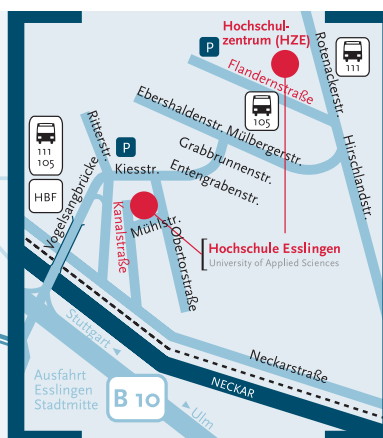 Hochschul-
zentrum (HZE)
P
Flandernstraße
Rotenackerstr.
111
Ebershaldenstr. Mülbergerstr.
105
Hirschlandstr.
Grabbrunnenstr.
Entengrabenstr.
Ritterstr.
P
Kiesstr.
111
105
HBF
Vogelsangbrücke
Kanalstraße
Mühlstr.
Obertorstraße
Hochschule Esslingen
University of Applied Sciences
Stuttgart
Neckarstraße
NECKAR
Ausfahrt
Esslingen
Stadtmitte
B 10
Ulm